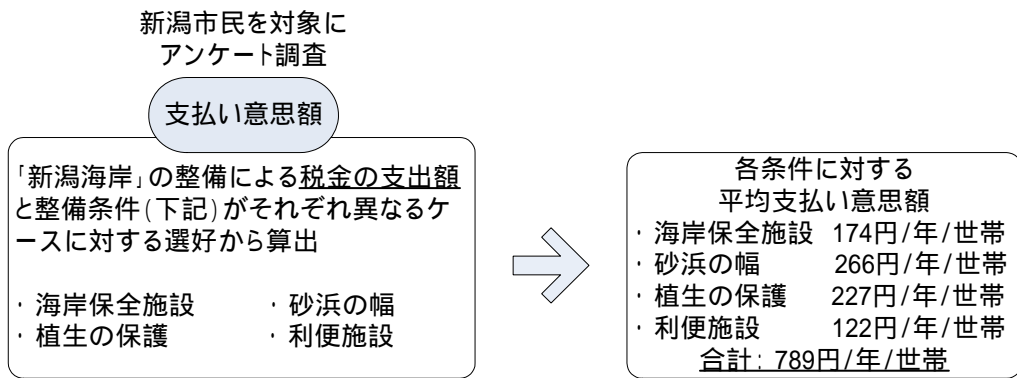 新潟市民を対象に
アンケート調査
支払い意思額
「新潟海岸」の整備による税金の支出額
と整備条件(下記)がそれぞれ異なるケ
ースに対する選好から算出
・海岸保全施設 ・砂浜の幅
・植生の保護 ・利便施設
各条件に対する
平均支払い意思額
・海岸保全施設 174円/年/世帯
・砂浜の幅 266円/年/世帯
・植生の保護 227円/年/世帯
・利便施設 122円/年/世帯
合計: 789円/年/世帯